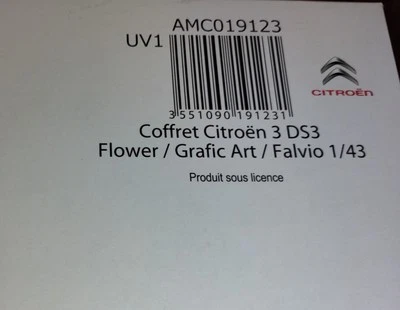 AMC019123
UV1
CITROËN
3 551090 191231
Coffret Citroën 3 DS3
Flower / Grafic Art / Falvio 1/43
Produit sous licence